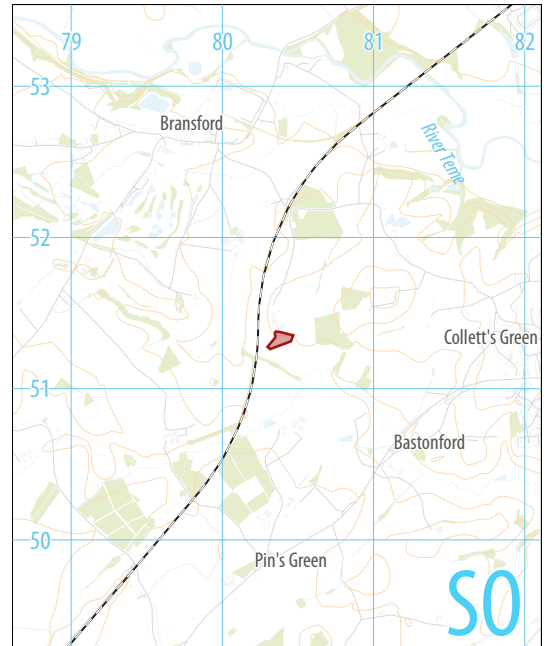 79 80 81 82
53
Bransford
River Teme
52
Collett's Green
51
Bastonford
50
Pin's Green
SO